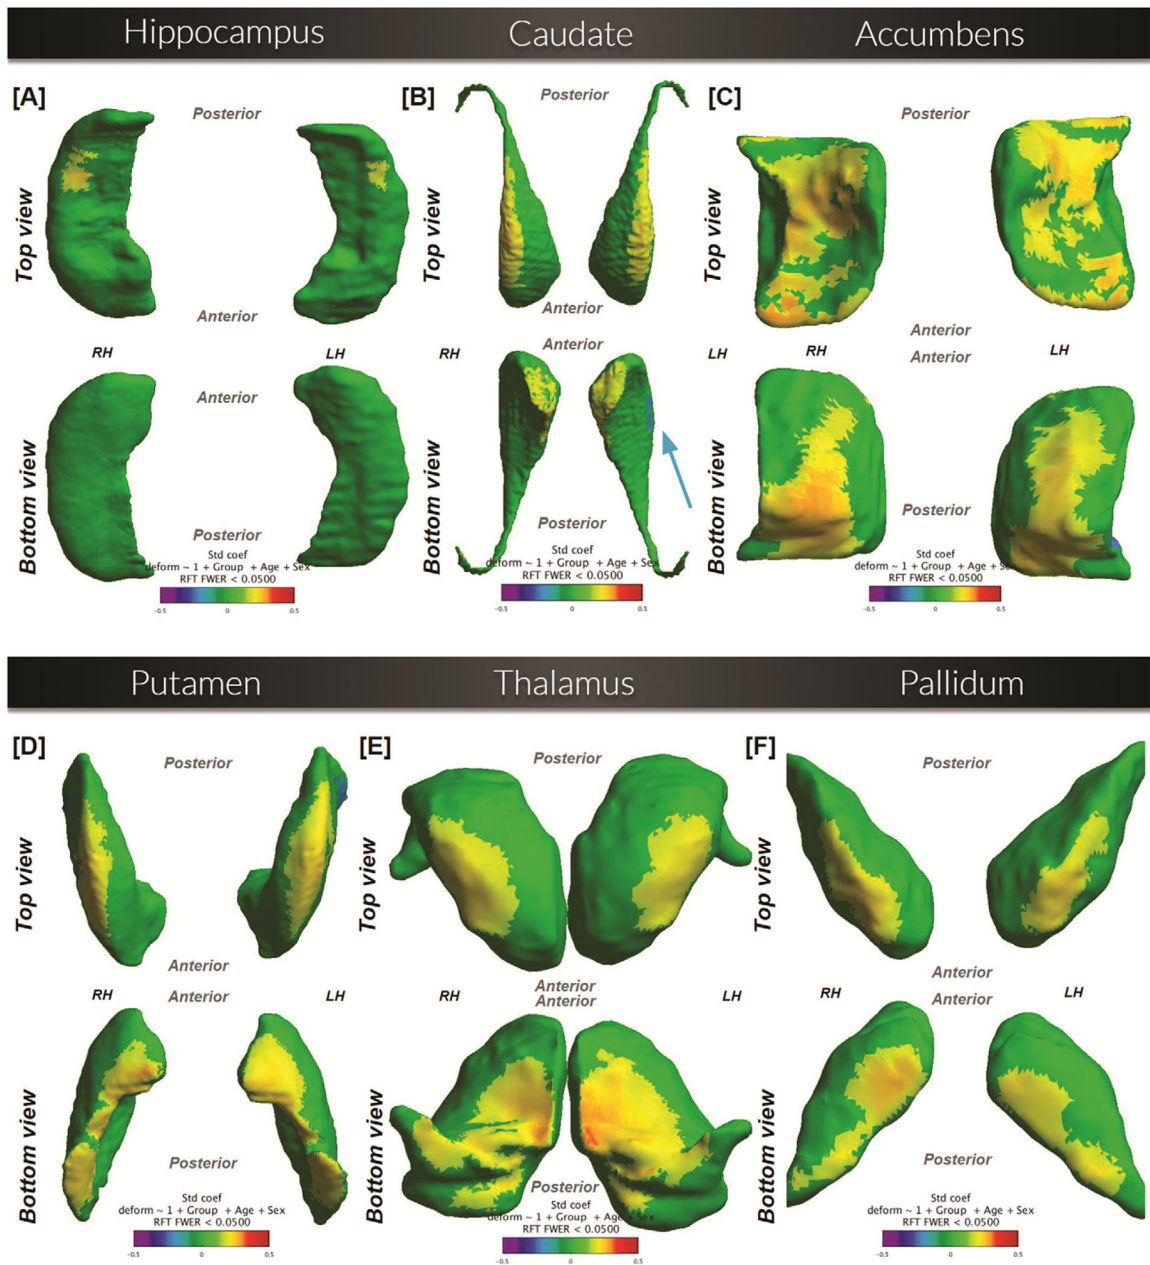 Hippocampus Caudate Accumbens
[A] [B] [C]
Posterior Posterior Posterior
Top view Top view Top view
Anterior Anterior Anterior
RH LH RH LH RH LH
Anterior Anterior Anterior
Bottom view Bottom view Bottom view
Posterior Posterior Posterior
Std coef Std coef Std coef
deform ~ 1 + Group + Age + Sex deform ~ 1 + Group + Age + Sex deform ~ 1 + Group + Age + Sex
RFT FWER < 0.0500 RFT FWER < 0.0500 RFT FWER < 0.0500
-0.5 0 0.5 -0.5 0 0.5 -0.5 0 0.5
Putamen Thalamus Pallidum
[D] [E] [F]
Posterior Posterior Posterior
Top view Top view Top view
Anterior Anterior Anterior
RH LH RH LH RH LH
Anterior Anterior Anterior
Bottom view Bottom view Bottom view
Posterior Posterior Posterior
Std coef Std coef Std coef
deform ~ 1 + Group + Age + Sex deform ~ 1 + Group + Age + Sex deform ~ 1 + Group + Age + Sex
RFT FWER < 0.0500 RFT FWER < 0.0500 RFT FWER < 0.0500
-0.5 0 0.5 -0.5 0 0.5 -0.5 0 0.5